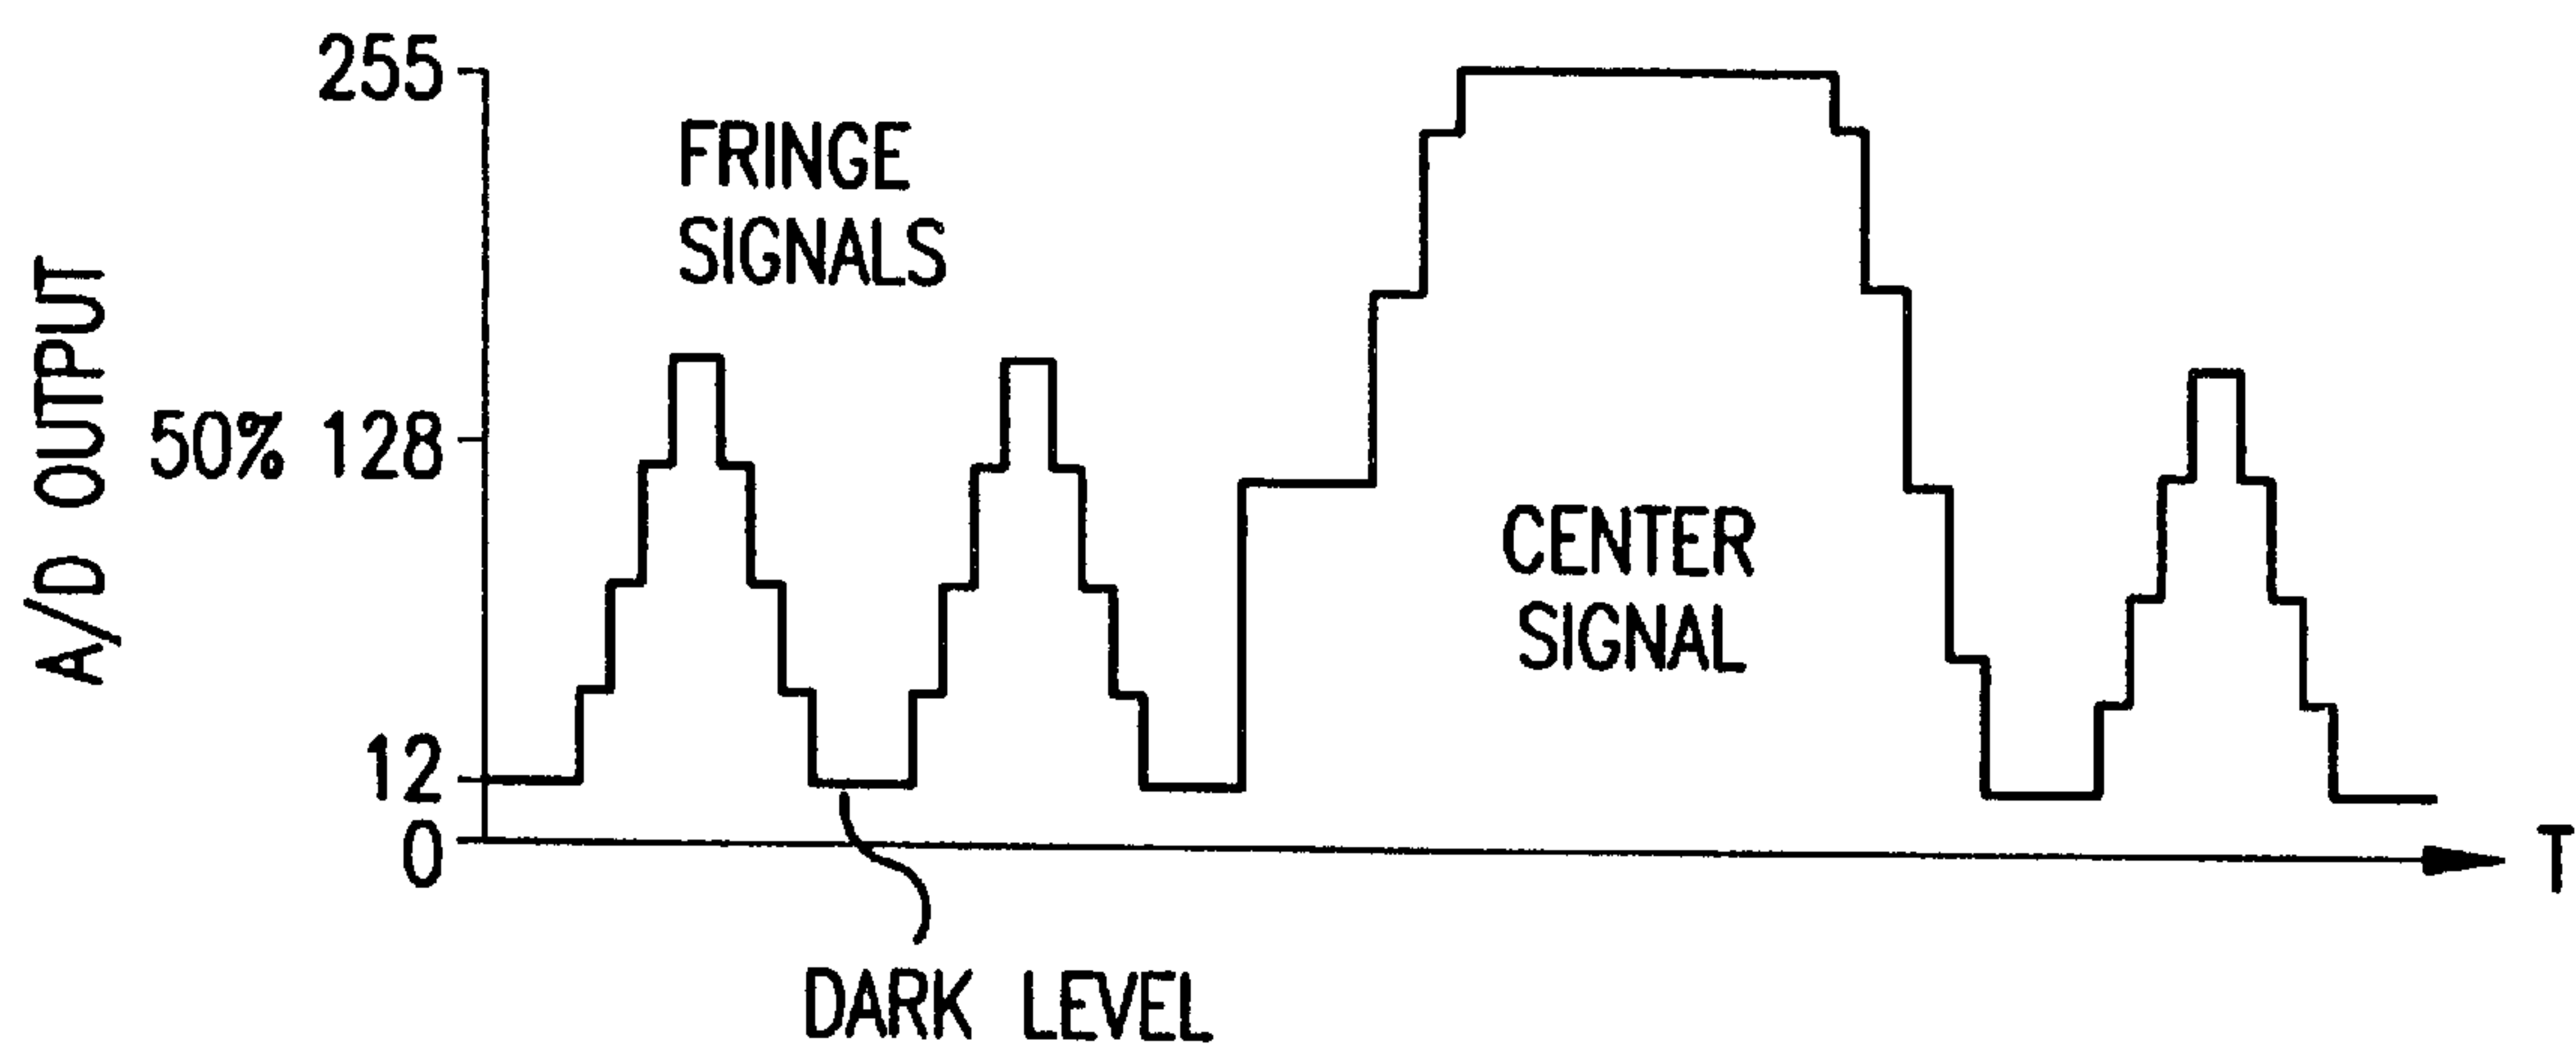 255
FRINGE
SIGNALS
A/D OUTPUT
50% 128
CENTER
SIGNAL
12
0
T
DARK LEVEL